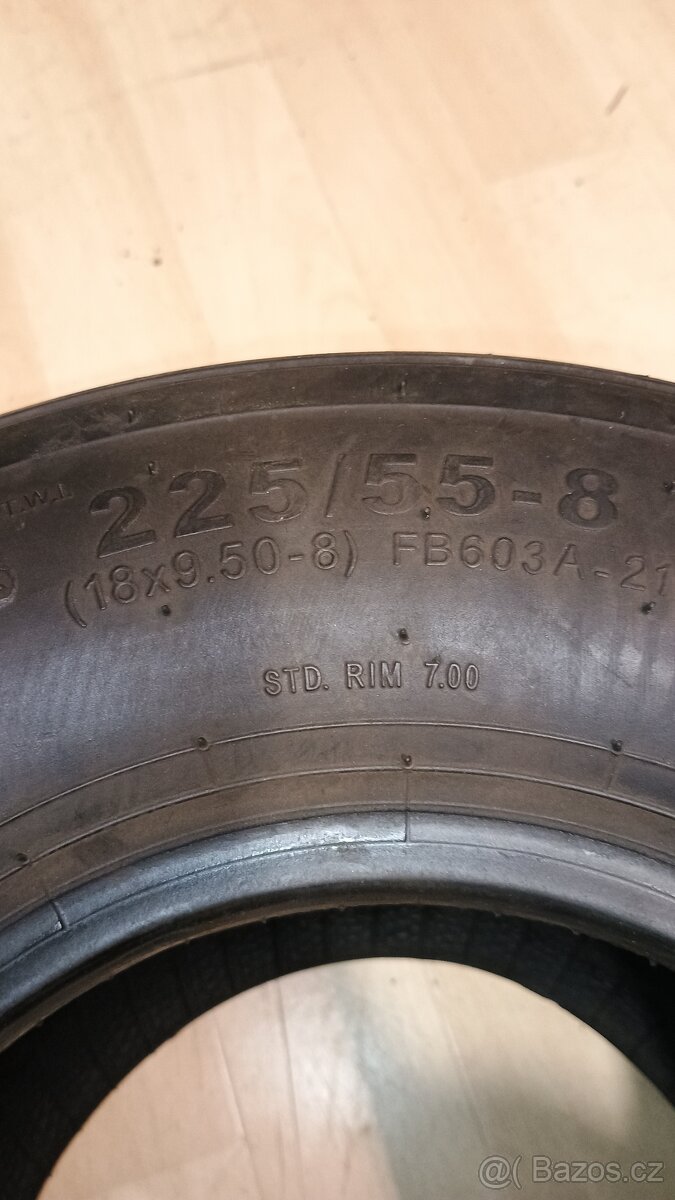 T.W.I.
225/55-8
(18x9.50-8) FB603A-21
STD. RIM 7.00
@( Bazos.cz